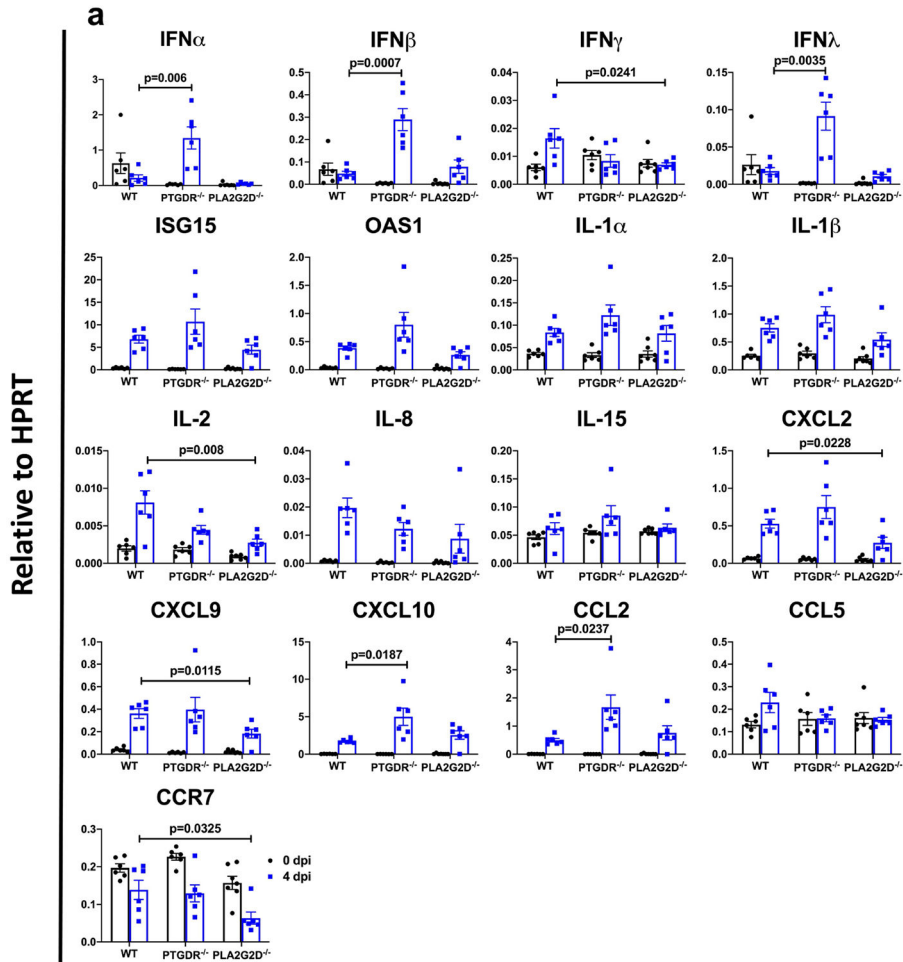 a
Relative to HPRT
IFNα IFNβ IFNγ IFNλ
p=0.006 p=0.0007 p=0.0241 p=0.0035
3 2 1 0
0.5 0.4 0.3 0.2 0.1 0.0
0.04 0.03 0.02 0.01 0.00
0.15 0.10 0.05 0.00
WT PTGDR-/- PLA2G2D-/- WT PTGDR-/- PLA2G2D-/- WT PTGDR-/- PLA2G2D-/- WT PTGDR-/- PLA2G2D-/-
ISG15 OAS1 IL-1α IL-1β
25 20 15 10 5 0
2.0 1.5 1.0 0.5 0.0
0.25 0.20 0.15 0.10 0.05 0.00
2.0 1.5 1.0 0.5 0.0
WT PTGDR-/- PLA2G2D-/- WT PTGDR-/- PLA2G2D-/- WT PTGDR-/- PLA2G2D-/- WT PTGDR-/- PLA2G2D-/-
IL-2 IL-8 IL-15 CXCL2
p=0.008 p=0.0228
0.015 0.010 0.005 0.000
0.04 0.03 0.02 0.01 0.00
0.20 0.15 0.10 0.05 0.00
1.5 1.0 0.5 0.0
WT PTGDR-/- PLA2G2D-/- WT PTGDR-/- PLA2G2D-/- WT PTGDR-/- PLA2G2D-/- WT PTGDR-/- PLA2G2D-/-
CXCL9 CXCL10 CCL2 CCL5
p=0.0115 p=0.0187 p=0.0237
1.0 0.8 0.6 0.4 0.2 0.0
15 10 5 0
4 3 2 1 0
0.5 0.4 0.3 0.2 0.1 0.0
WT PTGDR-/- PLA2G2D-/- WT PTGDR-/- PLA2G2D-/- WT PTGDR-/- PLA2G2D-/- WT PTGDR-/- PLA2G2D-/-
CCR7
p=0.0325
0.3 0.2 0.1 0.0
0 dpi
4 dpi
WT PTGDR-/- PLA2G2D-/-